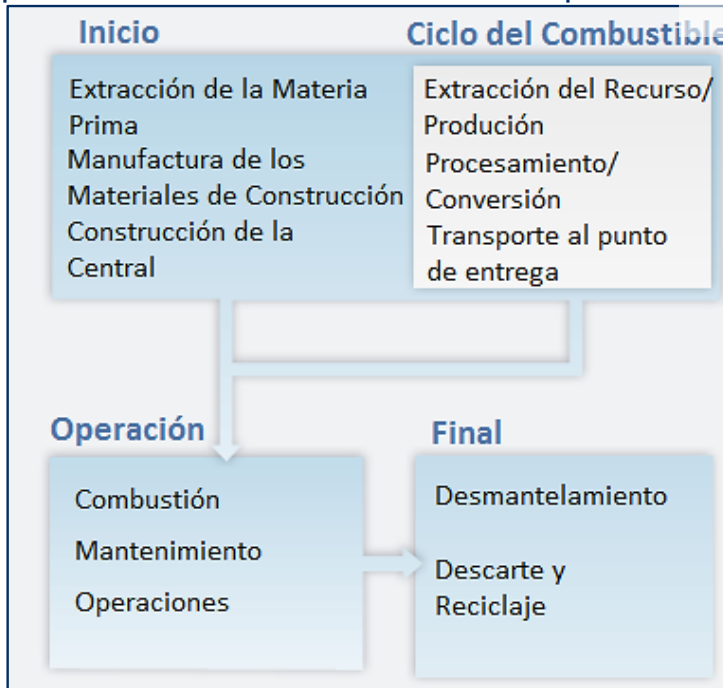 Inicio
Extracción de la Materia
Prima
Manufactura de los
Materiales de Construcción
Construcción de la
Central
Ciclo del Combustible
Extracción del Recurso/
Produción
Procesamiento/
Conversión
Transporte al punto
de entrega
Operación
Combustión
Mantenimiento
Operaciones
Final
Desmantelamiento
Descarte y
Reciclaje